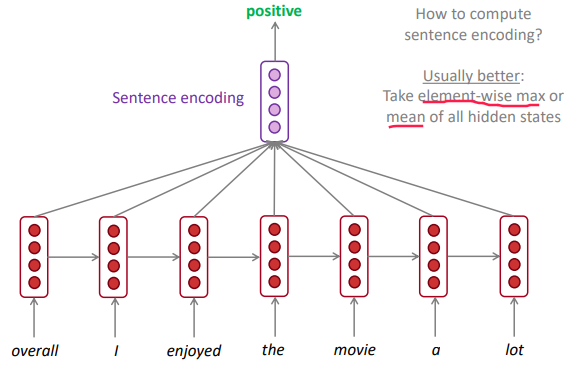 positive
How to compute
sentence encoding?
Usually better:
Take element-wise max or
mean of all hidden states
Sentence encoding
overall I enjoyed the movie a lot